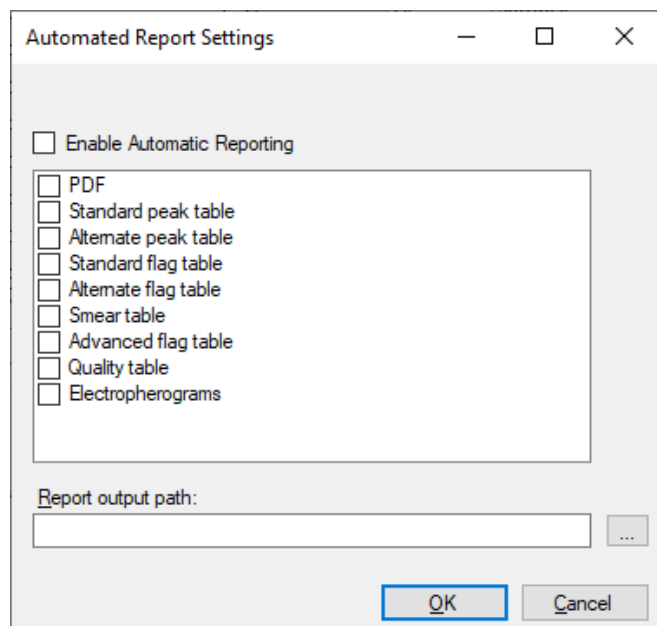 Automated Report Settings
Enable Automatic Reporting
PDF
Standard peak table
Alternate peak table
Standard flag table
Alternate flag table
Smear table
Advanced flag table
Quality table
Electropherograms
Report output path:
...
OK
Cancel